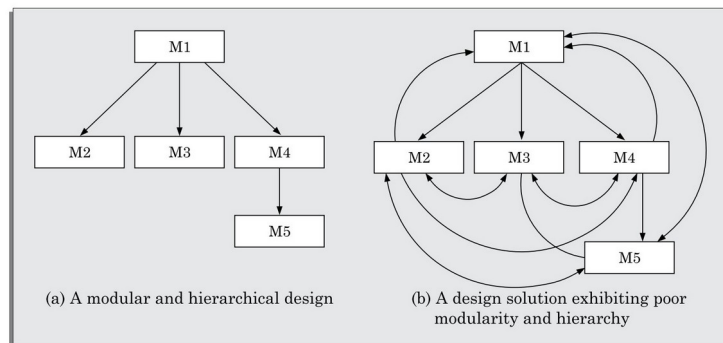 M1
M2
M3
M4
M5
(a) A modular and hierarchical design
M1
M2
M3
M4
M5
(b) A design solution exhibiting poor
modularity and hierarchy